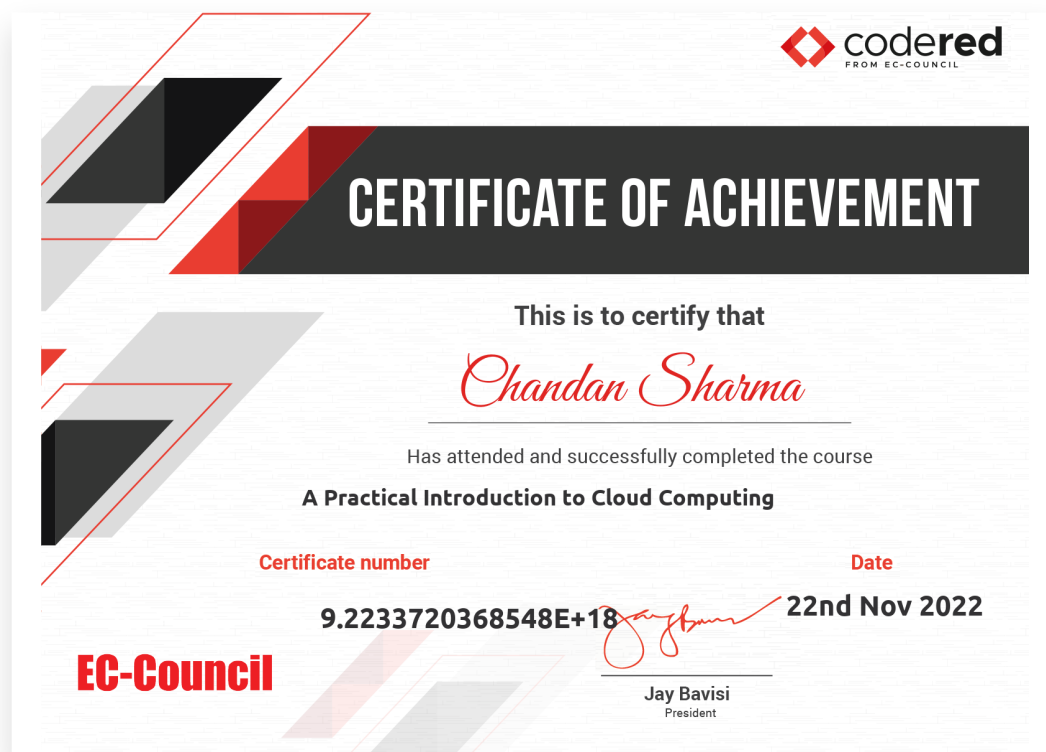 codered
FROM EC-COUNCIL
CERTIFICATE OF ACHIEVEMENT
This is to certify that
Chandan Sharma
Has attended and successfully completed the course
A Practical Introduction to Cloud Computing
Certificate number
Date
9.2233720368548E+18
22nd Nov 2022
EC-Council
Jay Bavisi
President